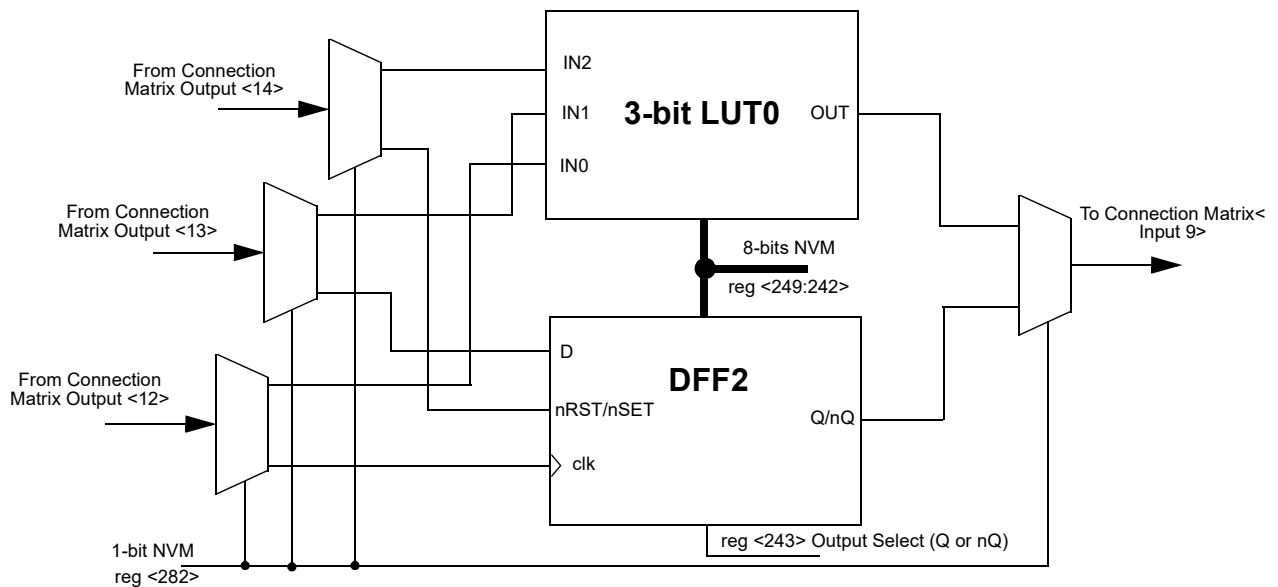 From Connection
Matrix Output <14>
IN2
IN1
IN0
3-bit LUT0
OUT
From Connection
Matrix Output <13>
To Connection Matrix<
Input 9>
8-bits NVM
reg <249:242>
From Connection
Matrix Output <12>
D
nRST/nSET
clk
DFF2
Q/nQ
1-bit NVM
reg <282>
reg <243> Output Select (Q or nQ)